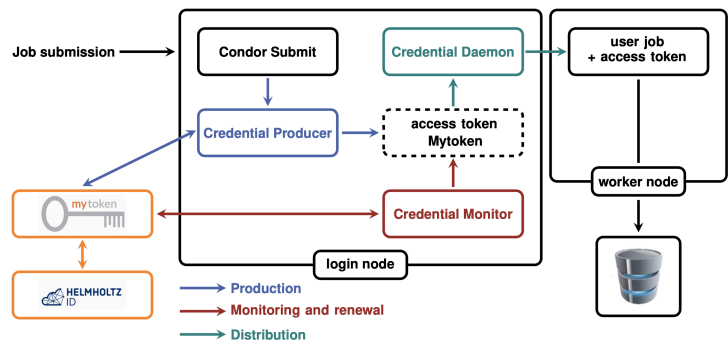 Job submission
Condor Submit
Credential Daemon
user job
+ access token
Credential Producer
access token
Mytoken
worker node
mytoken
Credential Monitor
login node
HELMHOLTZ
ID
Production
Monitoring and renewal
Distribution